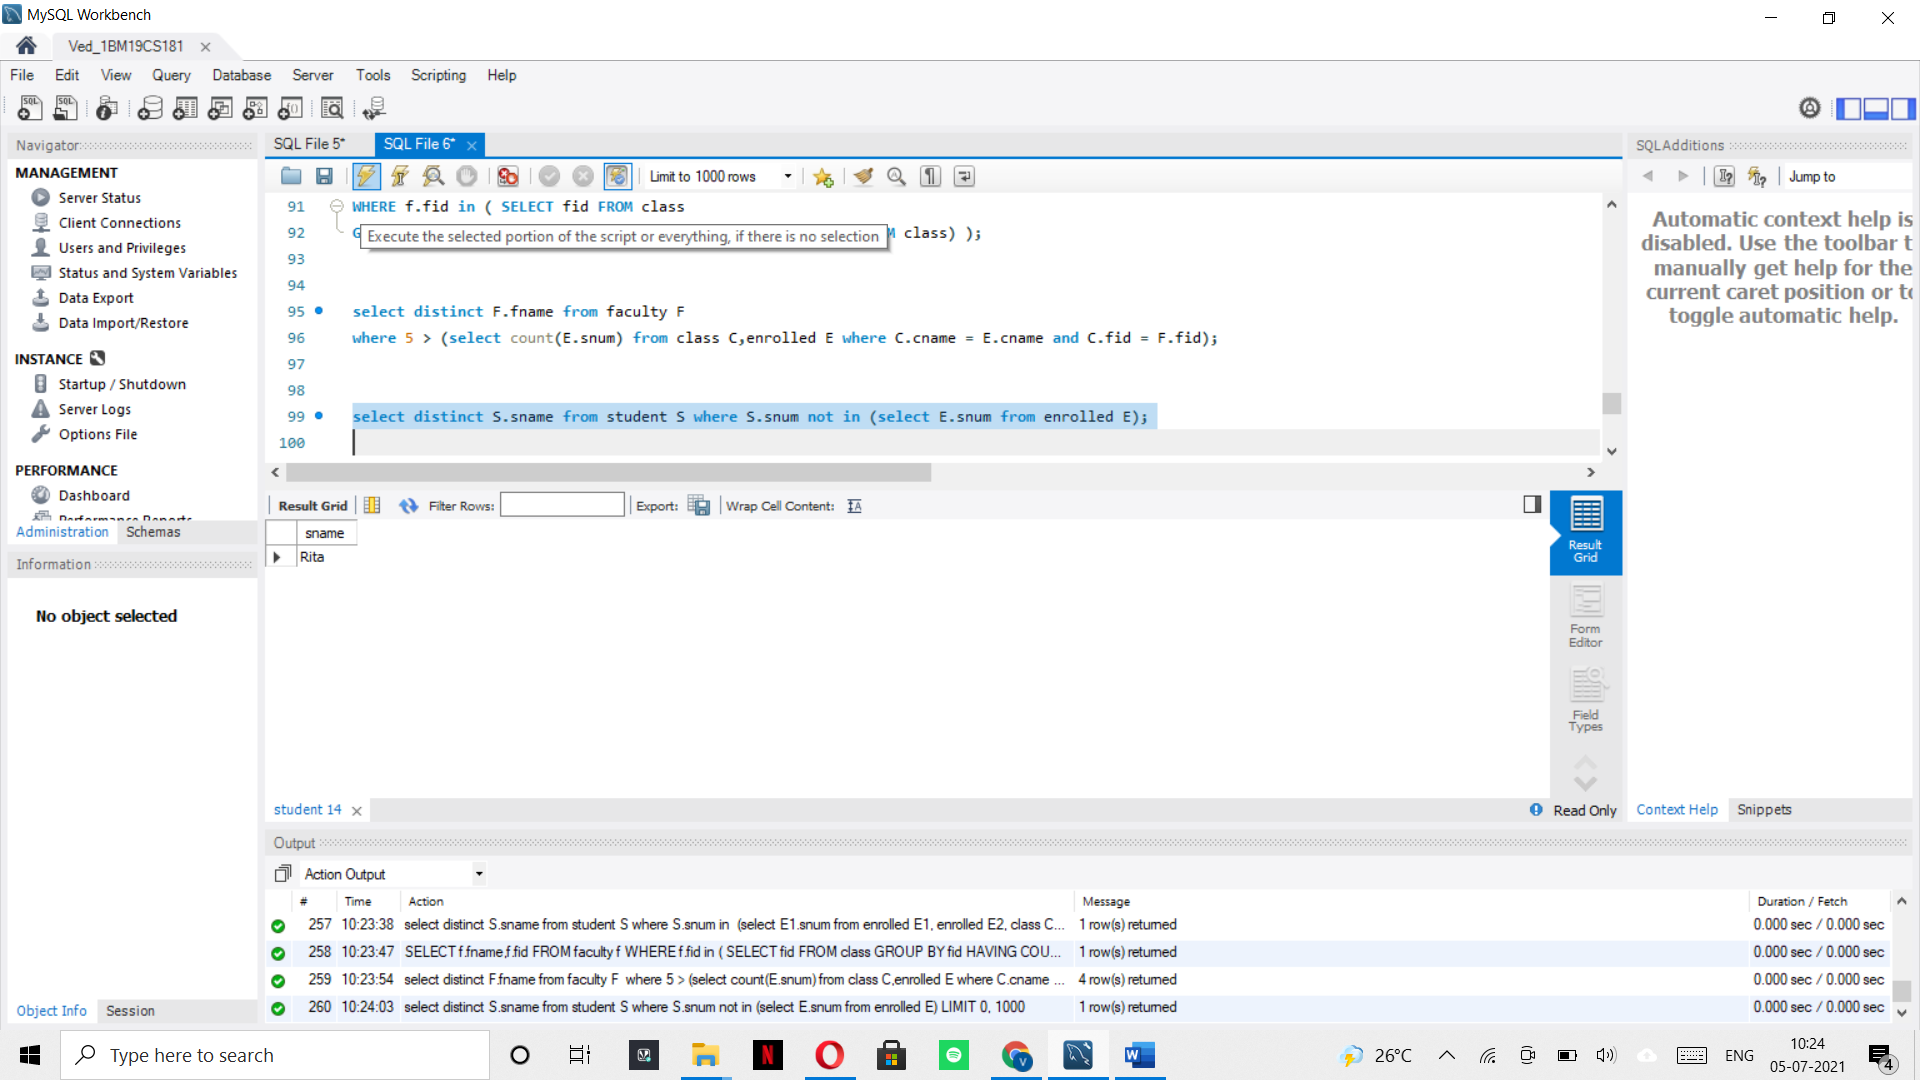 MySQL Workbench
Ved_1BM19CS181
File Edit View Query Database Server Tools Scripting Help
Navigator
MANAGEMENT
Server Status
Client Connections
Users and Privileges
Status and System Variables
Data Export
Data Import/Restore
INSTANCE
Startup / Shutdown
Server Logs
Options File
PERFORMANCE
Dashboard
Performance Reports
Administration Schemas
Information
No object selected
Object Info Session
SQL File 5* SQL File 6*
Limit to 1000 rows
91 WHERE f.fid in ( SELECT fid FROM class
92 G Execute the selected portion of the script or everything, if there is no selection M class) );
93
94
95 select distinct F.fname from faculty F
96 where 5 > (select count(E.snum) from class C,enrolled E where C.cname = E.cname and C.fid = F.fid);
97
98
99 select distinct S.sname from student S where S.snum not in (select E.snum from enrolled E);
100
Result Grid Filter Rows: Export: Wrap Cell Content:
sname
Rita
Result Grid
Form Editor
Field Types
student 14
Read Only
SQLAdditions
Jump to
Automatic context help is
disabled. Use the toolbar t
manually get help for the
current caret position or to
toggle automatic help.
Context Help Snippets
Output
Action Output
# Time Action Message Duration / Fetch
257 10:23:38 select distinct S.sname from student S where S.snum in (select E1.snum from enrolled E1, enrolled E2, class C... 1 row(s) returned 0.000 sec / 0.000 sec
258 10:23:47 SELECT f.fname,f.fid FROM faculty f WHERE f.fid in ( SELECT fid FROM class GROUP BY fid HAVING COU... 1 row(s) returned 0.000 sec / 0.000 sec
259 10:23:54 select distinct F.fname from faculty F where 5 > (select count(E.snum) from class C,enrolled E where C.cname ... 4 row(s) returned 0.000 sec / 0.000 sec
260 10:24:03 select distinct S.sname from student S where S.snum not in (select E.snum from enrolled E) LIMIT 0, 1000 1 row(s) returned 0.000 sec / 0.000 sec
Type here to search
26°C
ENG
10:24
05-07-2021
4